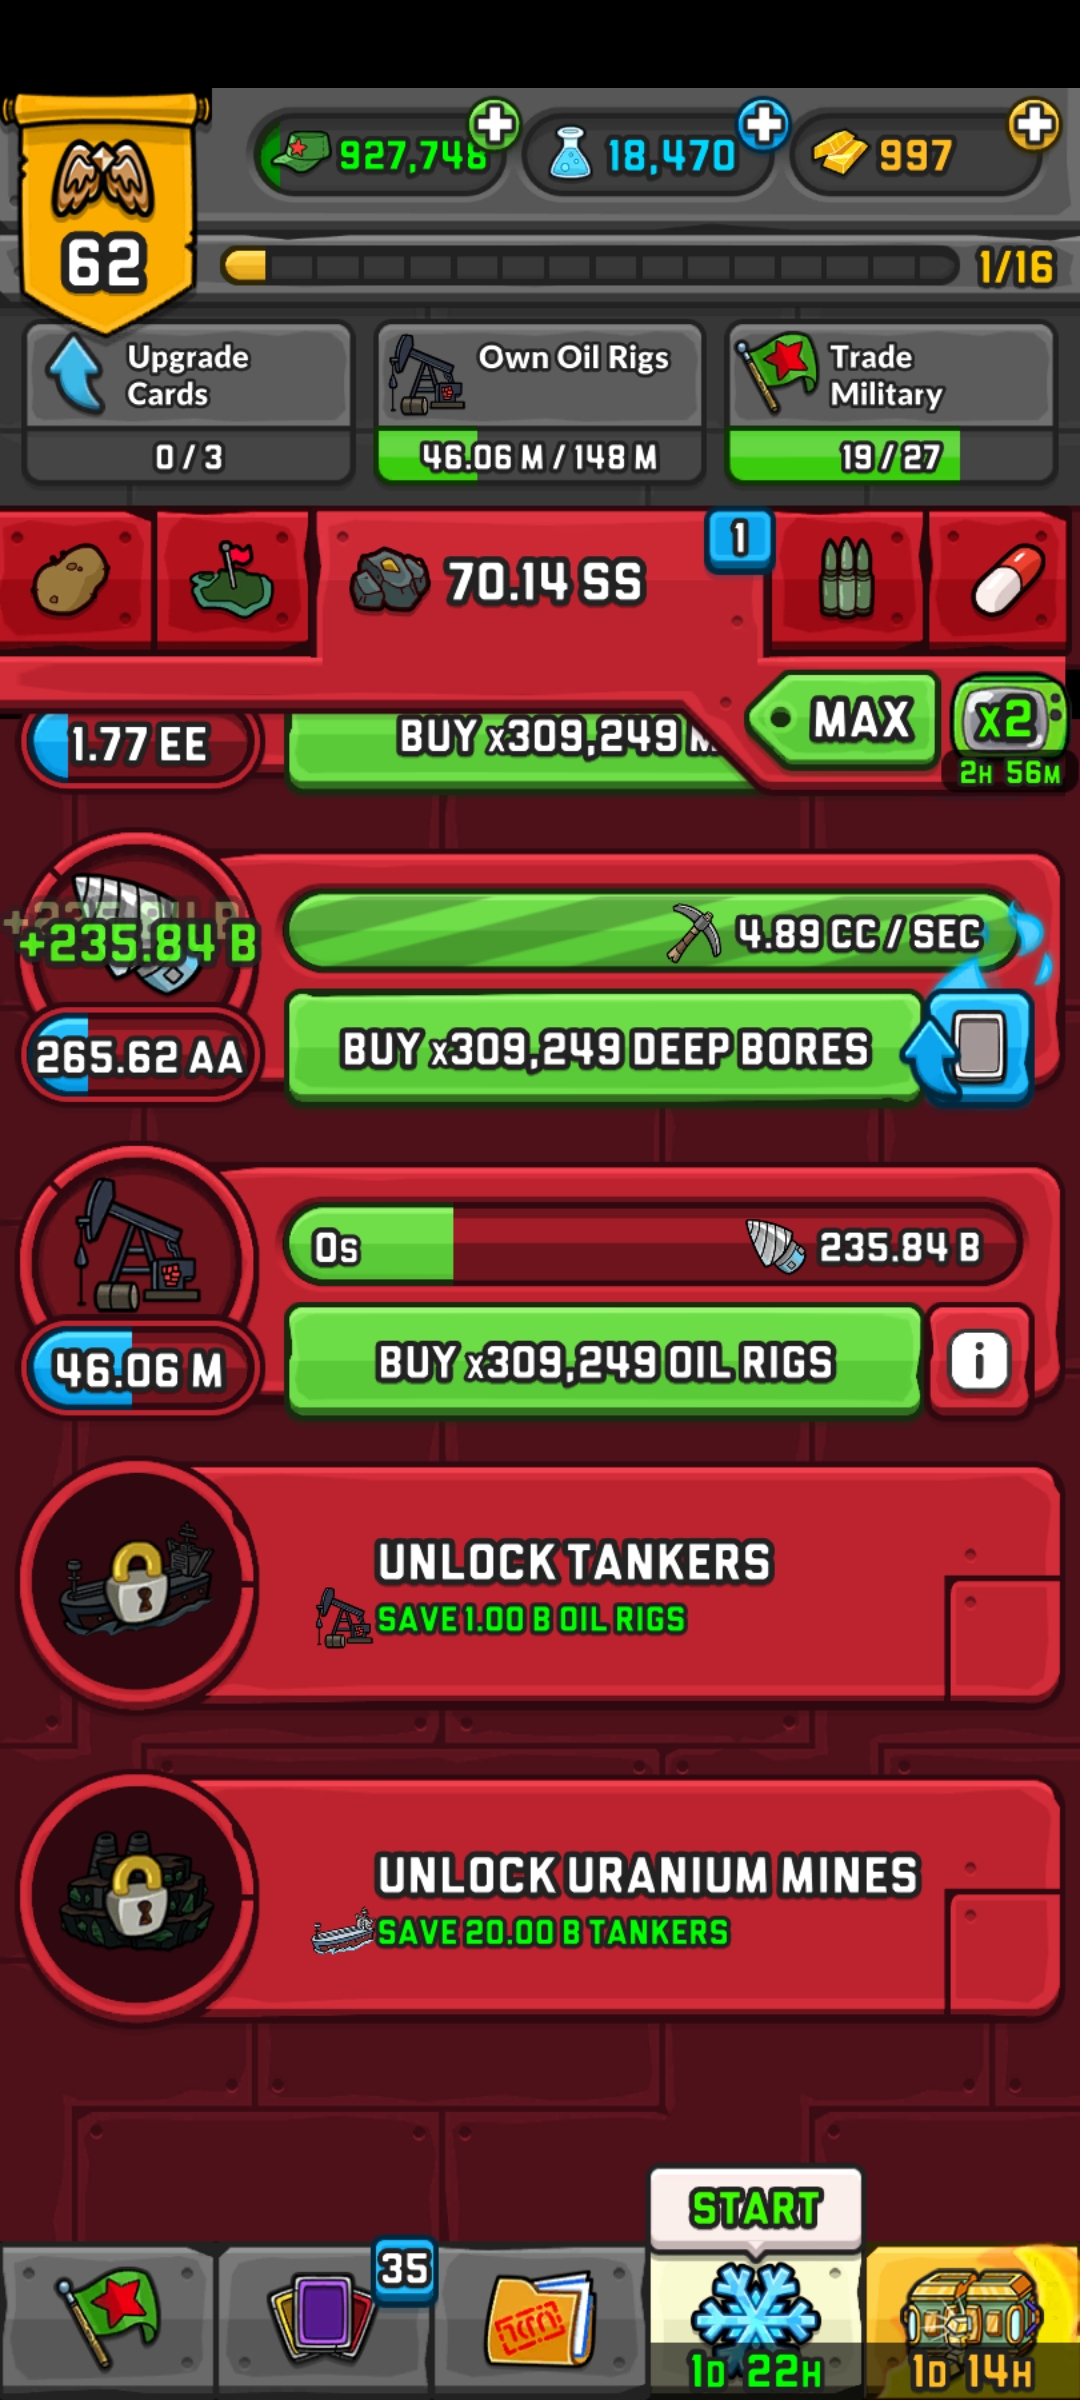 62
927,748
18,470
997
1/16
Upgrade
Cards
0 / 3
Own Oil Rigs
46.06 M / 148 M
Trade
Military
19 / 27
70.14 SS
1
MAX
x2
2H 56M
1.77 EE
BUY x309,249
+235.84 B
4.89 CC / SEC
265.62 AA
BUY x309,249 DEEP BORES
0s
235.84 B
46.06 M
BUY x309,249 OIL RIGS
i
UNLOCK TANKERS
SAVE 1.00 B OIL RIGS
UNLOCK URANIUM MINES
SAVE 20.00 B TANKERS
START
35
1D 22H
1D 14H